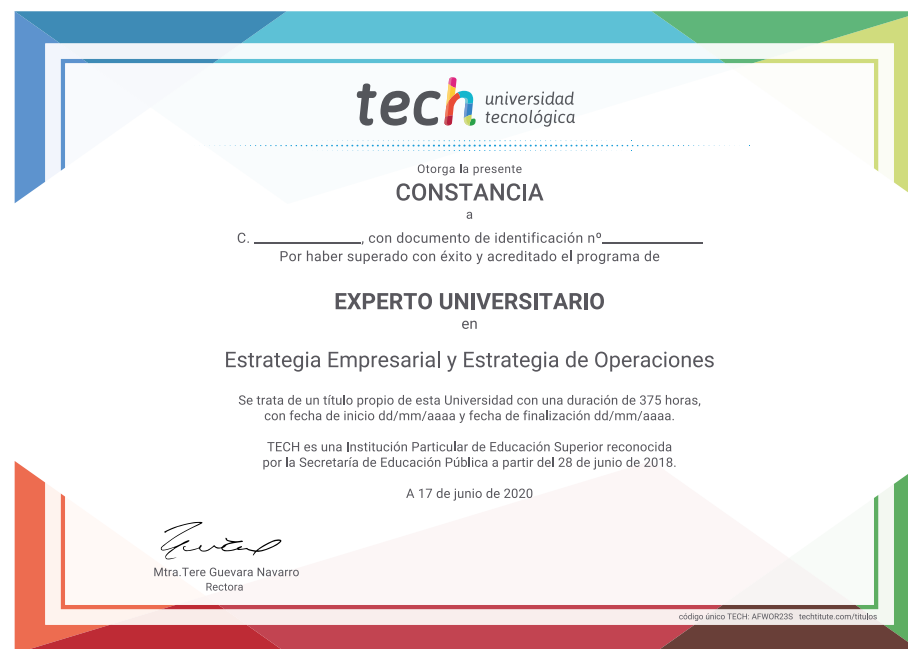 tech universidad
tecnológica
Otorga la presente
CONSTANCIA
a
C. ____________, con documento de identificación nº____________
Por haber superado con éxito y acreditado el programa de
EXPERTO UNIVERSITARIO
en
Estrategia Empresarial y Estrategia de Operaciones
Se trata de un título propio de esta Universidad con una duración de 375 horas,
con fecha de inicio dd/mm/aaaa y fecha de finalización dd/mm/aaaa.
TECH es una Institución Particular de Educación Superior reconocida
por la Secretaría de Educación Pública a partir del 28 de junio de 2018.
A 17 de junio de 2020
Mtra.Tere Guevara Navarro
Rectora
código único TECH: AFWOR23S techtitute.com/titulos